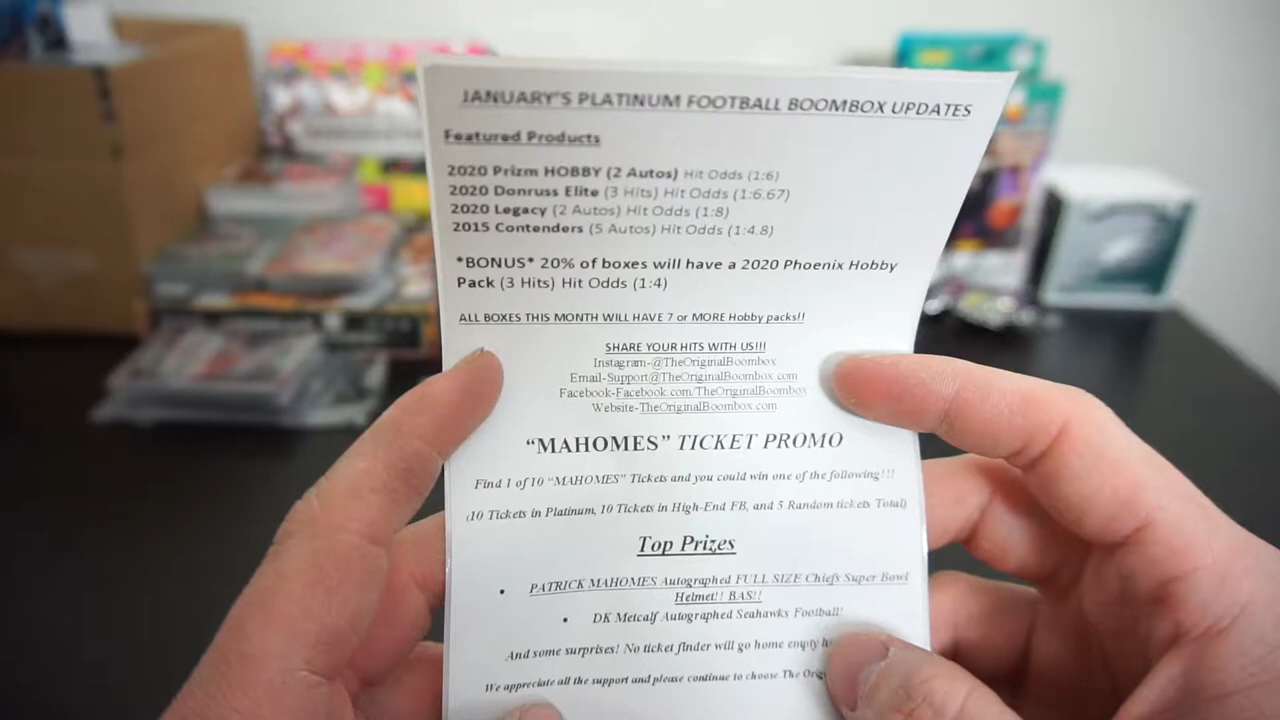 JANUARY'S PLATINUM FOOTBALL BOOMBOX UPDATES
Featured Products
2020 Prizm HOBBY (2 Autos) Hit Odds (1:6)
2020 Donruss Elite (3 Hits) Hit Odds (1:6.67)
2020 Legacy (2 Autos) Hit Odds (1:8)
2015 Contenders (5 Autos) Hit Odds (1:4.8)
*BONUS* 20% of boxes will have a 2020 Phoenix Hobby
Pack (3 Hits) Hit Odds (1:4)
ALL BOXES THIS MONTH WILL HAVE 7 or MORE Hobby packs!!
SHARE YOUR HITS WITH US!!!
Instagram-@TheOriginalBoombox
Email-Support@TheOriginalBoombox.com
Facebook-Facebook.com/TheOriginalBoombox
Website-TheOriginalBoombox.com
"MAHOMES" TICKET PROMO
Find 1 of 10 "MAHOMES" Tickets and you could win one of the following!!!
(10 Tickets in Platinum, 10 Tickets in High-End FB, and 5 Random tickets Total)
Top Prizes
• PATRICK MAHOMES Autographed FULL SIZE Chiefs Super Bowl
Helmet!! BAS!!
• DK Metcalf Autographed Seahawks Football!
And some surprises! No ticket finder will go home empty
We appreciate all the support and please continue to choose The